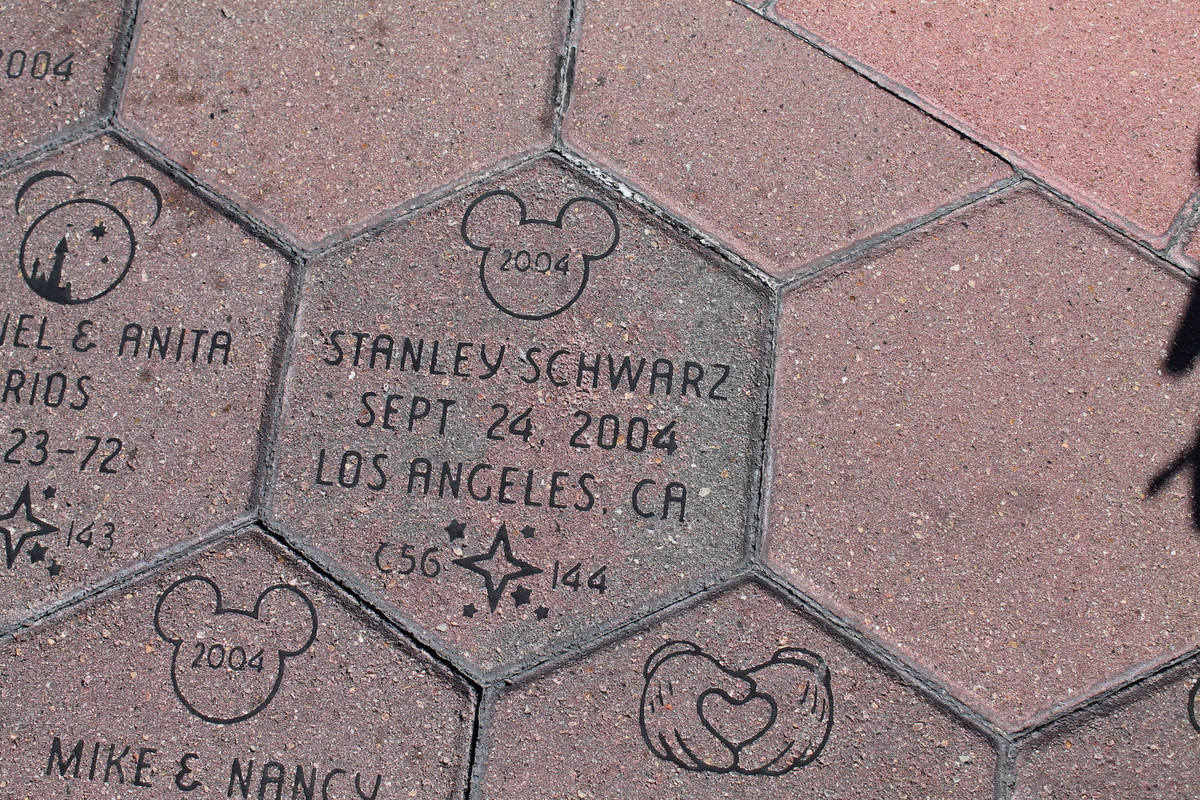 2004
& ANITA
RIOS
23-72
143
2004
STANLEY SCHWARZ
SEPT 24, 2004
LOS ANGELES, CA
C56 144
2004
MIKE & NANCY